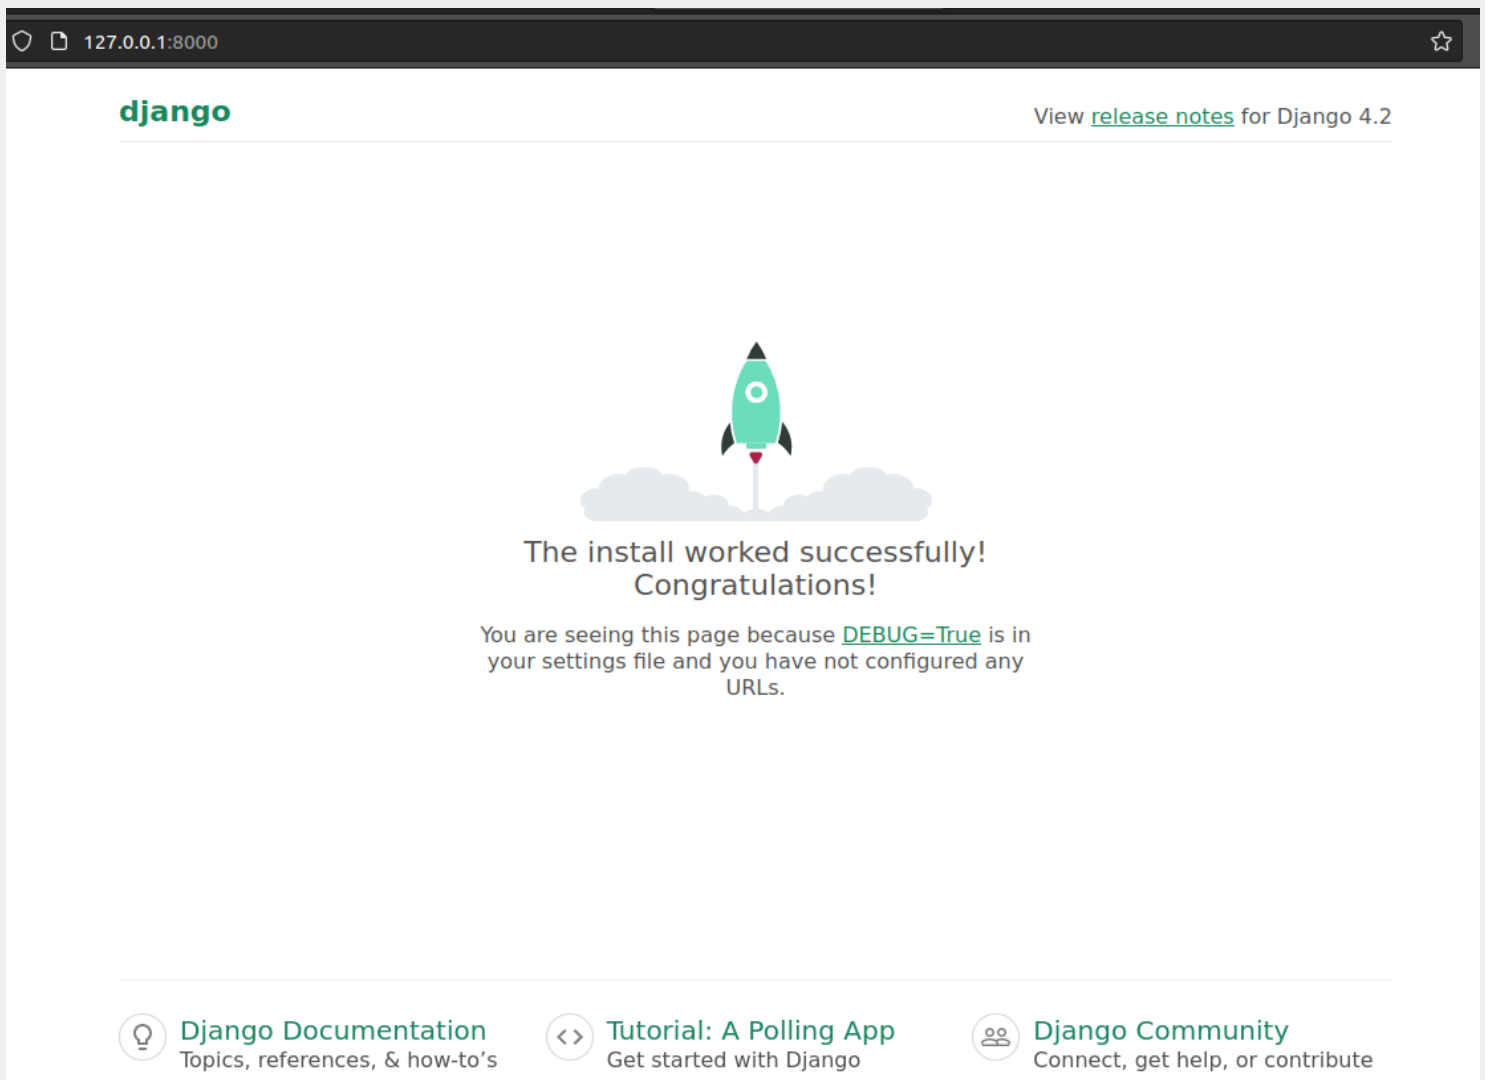 127.0.0.1:8000
django
View release notes for Django 4.2
The install worked successfully!
Congratulations!
You are seeing this page because DEBUG=True is in
your settings file and you have not configured any
URLs.
Django Documentation
Topics, references, & how-to’s
Tutorial: A Polling App
Get started with Django
Django Community
Connect, get help, or contribute